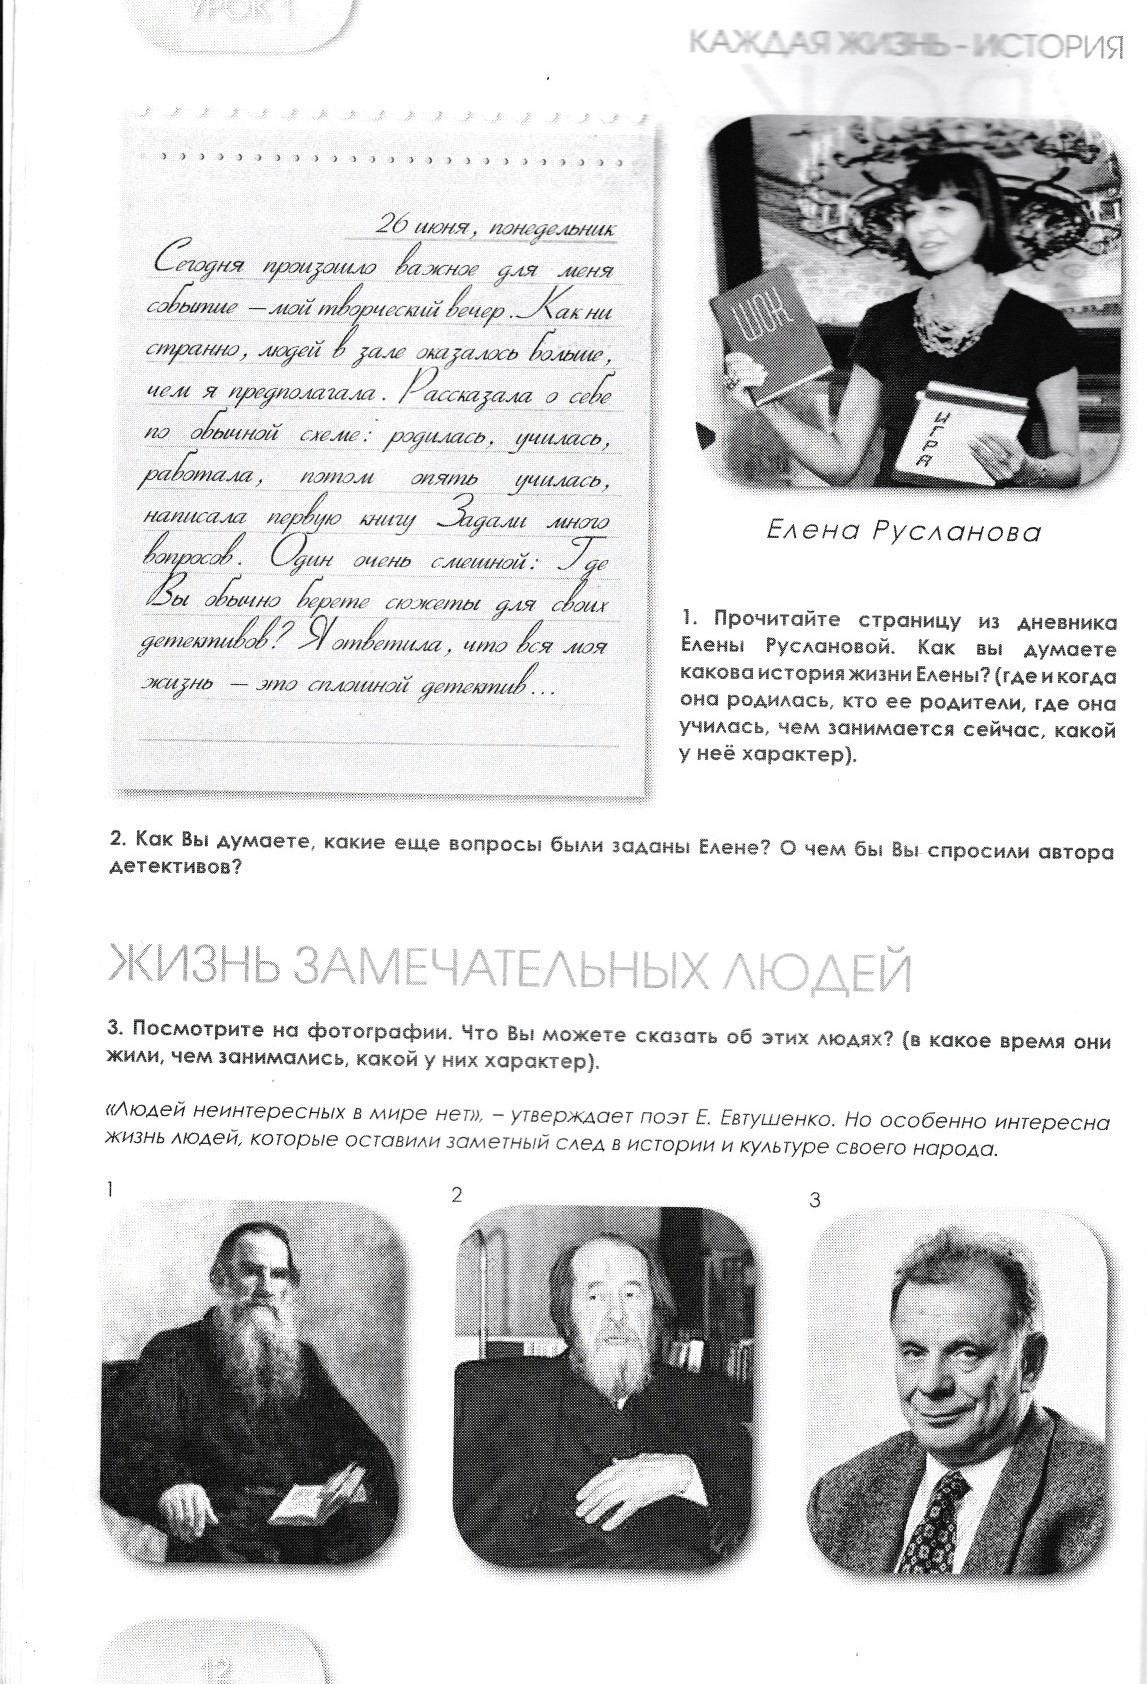 УРОК 1
КАЖДАЯ ЖИЗНЬ – ИСТОРИЯ
26 июня, понедельник
Сегодня произошло важное для меня
событие – мой творческий вечер. Как ни
странно, людей в зале оказалось больше,
чем я предполагала. Рассказала о себе
по обычной схеме: родилась, училась,
работала, потом опять училась,
написала первую книгу Задали много
вопросов. Один очень смешной: Где
Вы обычно берете сюжеты для своих
детективов? Я ответила, что вся моя
жизнь – это сплошной детектив...
ШОК
ИГРА
Елена Русланова
1. Прочитайте страницу из дневника
Елены Руслановой. Как вы думаете
какова история жизни Елены? (где и когда
она родилась, кто ее родители, где она
училась, чем занимается сейчас, какой
у неё характер).
2. Как Вы думаете, какие еще вопросы были заданы Елене? О чем бы Вы спросили автора
детективов?
ЖИЗНЬ ЗАМЕЧАТЕЛЬНЫХ ЛЮДЕЙ
3. Посмотрите на фотографии. Что Вы можете сказать об этих людях? (в какое время они
жили, чем занимались, какой у них характер).
«Людей неинтересных в мире нет», – утверждает поэт Е. Евтушенко. Но особенно интересна
жизнь людей, которые оставили заметный след в истории и культуре своего народа.
1
2
3
12